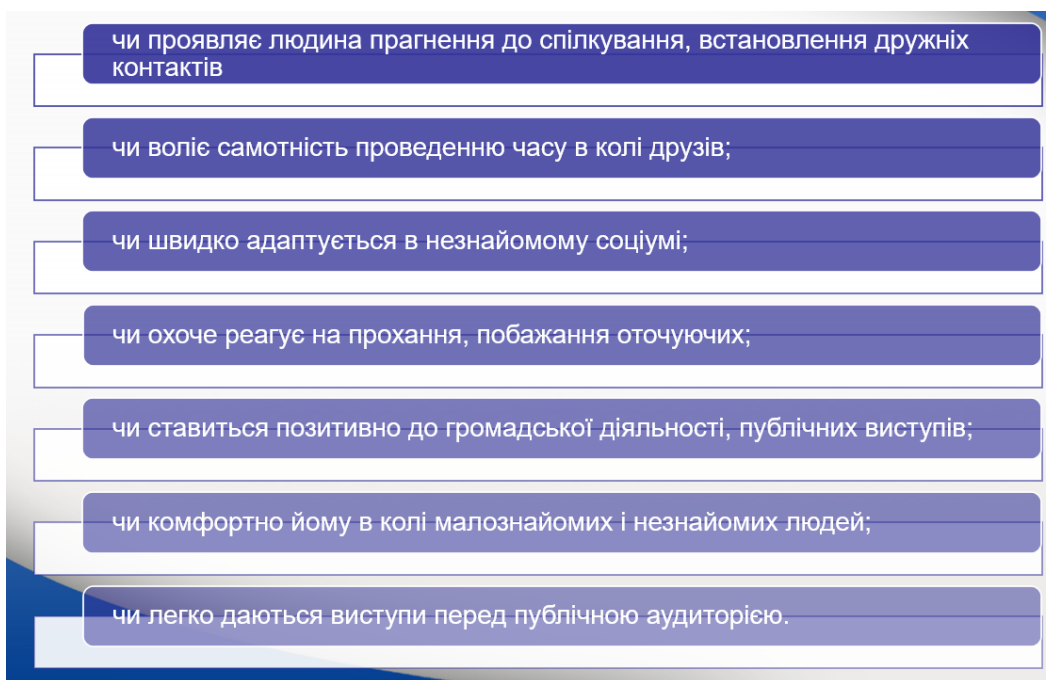 чи проявляє людина прагнення до спілкування, встановлення дружніх
контактів
чи воліє самотність проведенню часу в колі друзів;
чи швидко адаптується в незнайомому соціумі;
чи охоче реагує на прохання, побажання оточуючих;
чи ставиться позитивно до громадської діяльності, публічних виступів;
чи комфортно йому в колі малознайомих і незнайомих людей;
чи легко даються виступи перед публічною аудиторією.